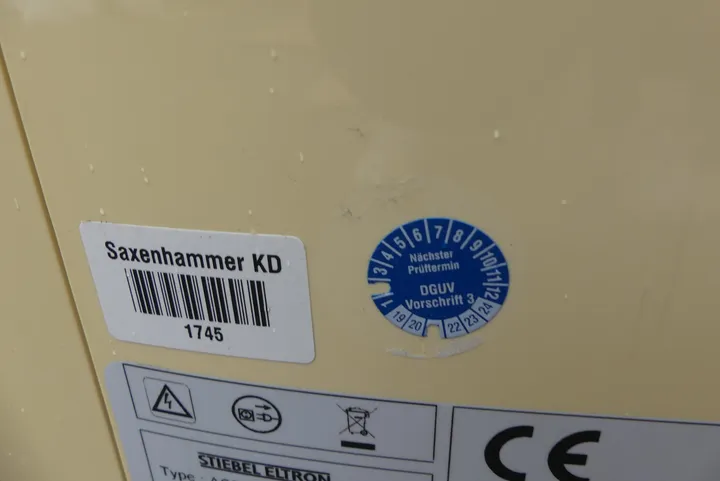 Saxenhammer KD
1745
1 3 4 5 6 7 8 9 10 11 12
Nächster
Prüftermin
DGUV
Vorschrift 3
19 20 22 23 24
CE
STIEBEL ELTRON
Type